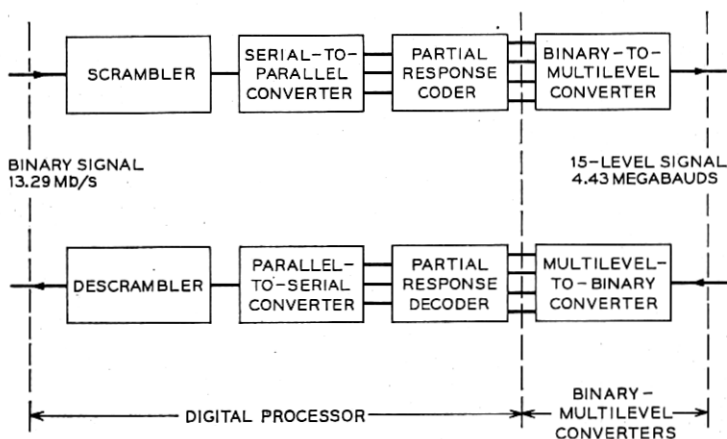 SCRAMBLER
SERIAL-TO-
PARALLEL
CONVERTER
PARTIAL
RESPONSE
CODER
BINARY-TO-
MULTILEVEL
CONVERTER
BINARY SIGNAL
13.29 Mb/S
15-LEVEL SIGNAL
4.43 MEGABAUDS
DESCRAMBLER
PARALLEL-
TO-SERIAL
CONVERTER
PARTIAL
RESPONSE
DECODER
MULTILEVEL-
TO-BINARY
CONVERTER
DIGITAL PROCESSOR
BINARY-
MULTILEVEL
CONVERTERS